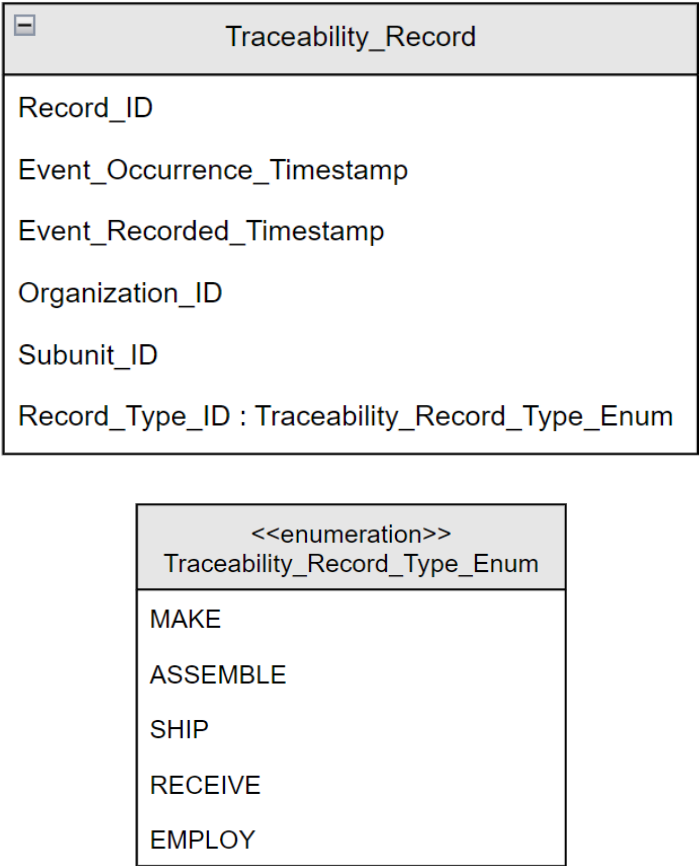 Traceability_Record
Record_ID
Event_Occurrence_Timestamp
Event_Recorded_Timestamp
Organization_ID
Subunit_ID
Record_Type_ID : Traceability_Record_Type_Enum
<<enumeration>>
Traceability_Record_Type_Enum
MAKE
ASSEMBLE
SHIP
RECEIVE
EMPLOY